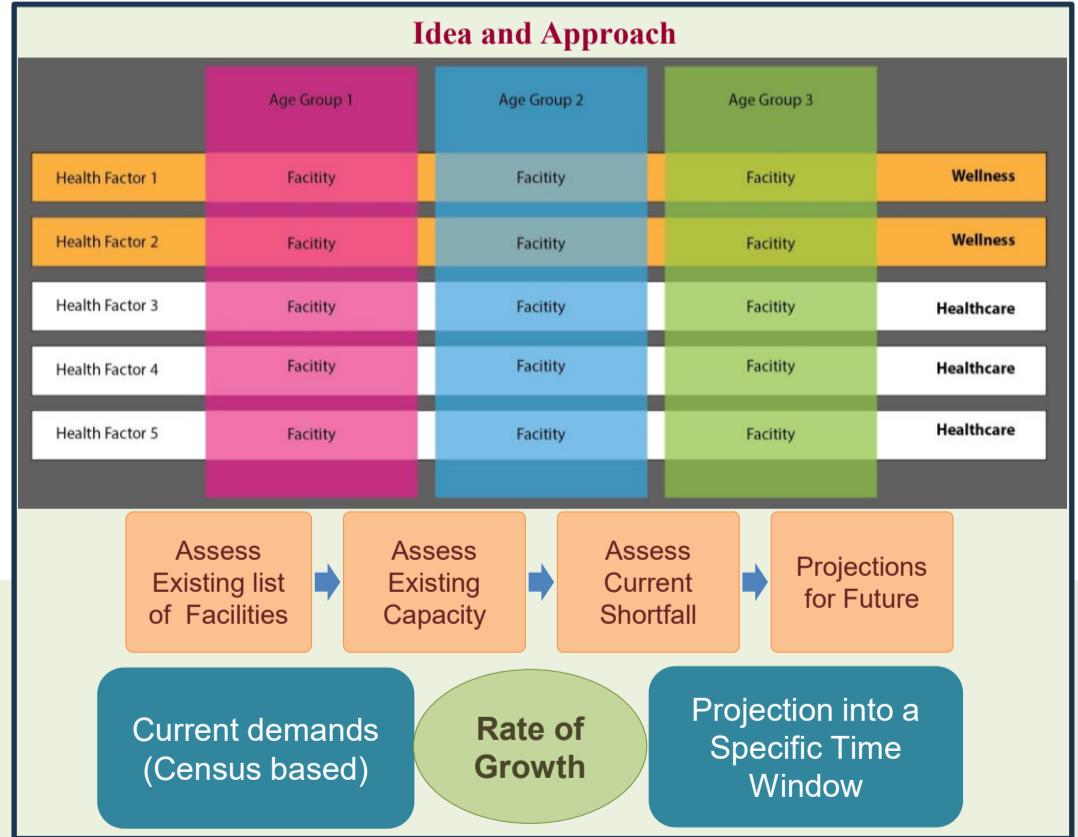 Idea and Approach
Age Group 1 Age Group 2 Age Group 3
Health Factor 1 Facitity Facitity Facitity Wellness
Health Factor 2 Facitity Facitity Facitity Wellness
Health Factor 3 Facitity Facitity Facitity Healthcare
Health Factor 4 Facitity Facitity Facitity Healthcare
Health Factor 5 Facitity Facitity Facitity Healthcare
Assess
Existing list
of Facilities
Assess
Existing
Capacity
Assess
Current
Shortfall
Projections
for Future
Current demands
(Census based)
Rate of
Growth
Projection into a
Specific Time
Window